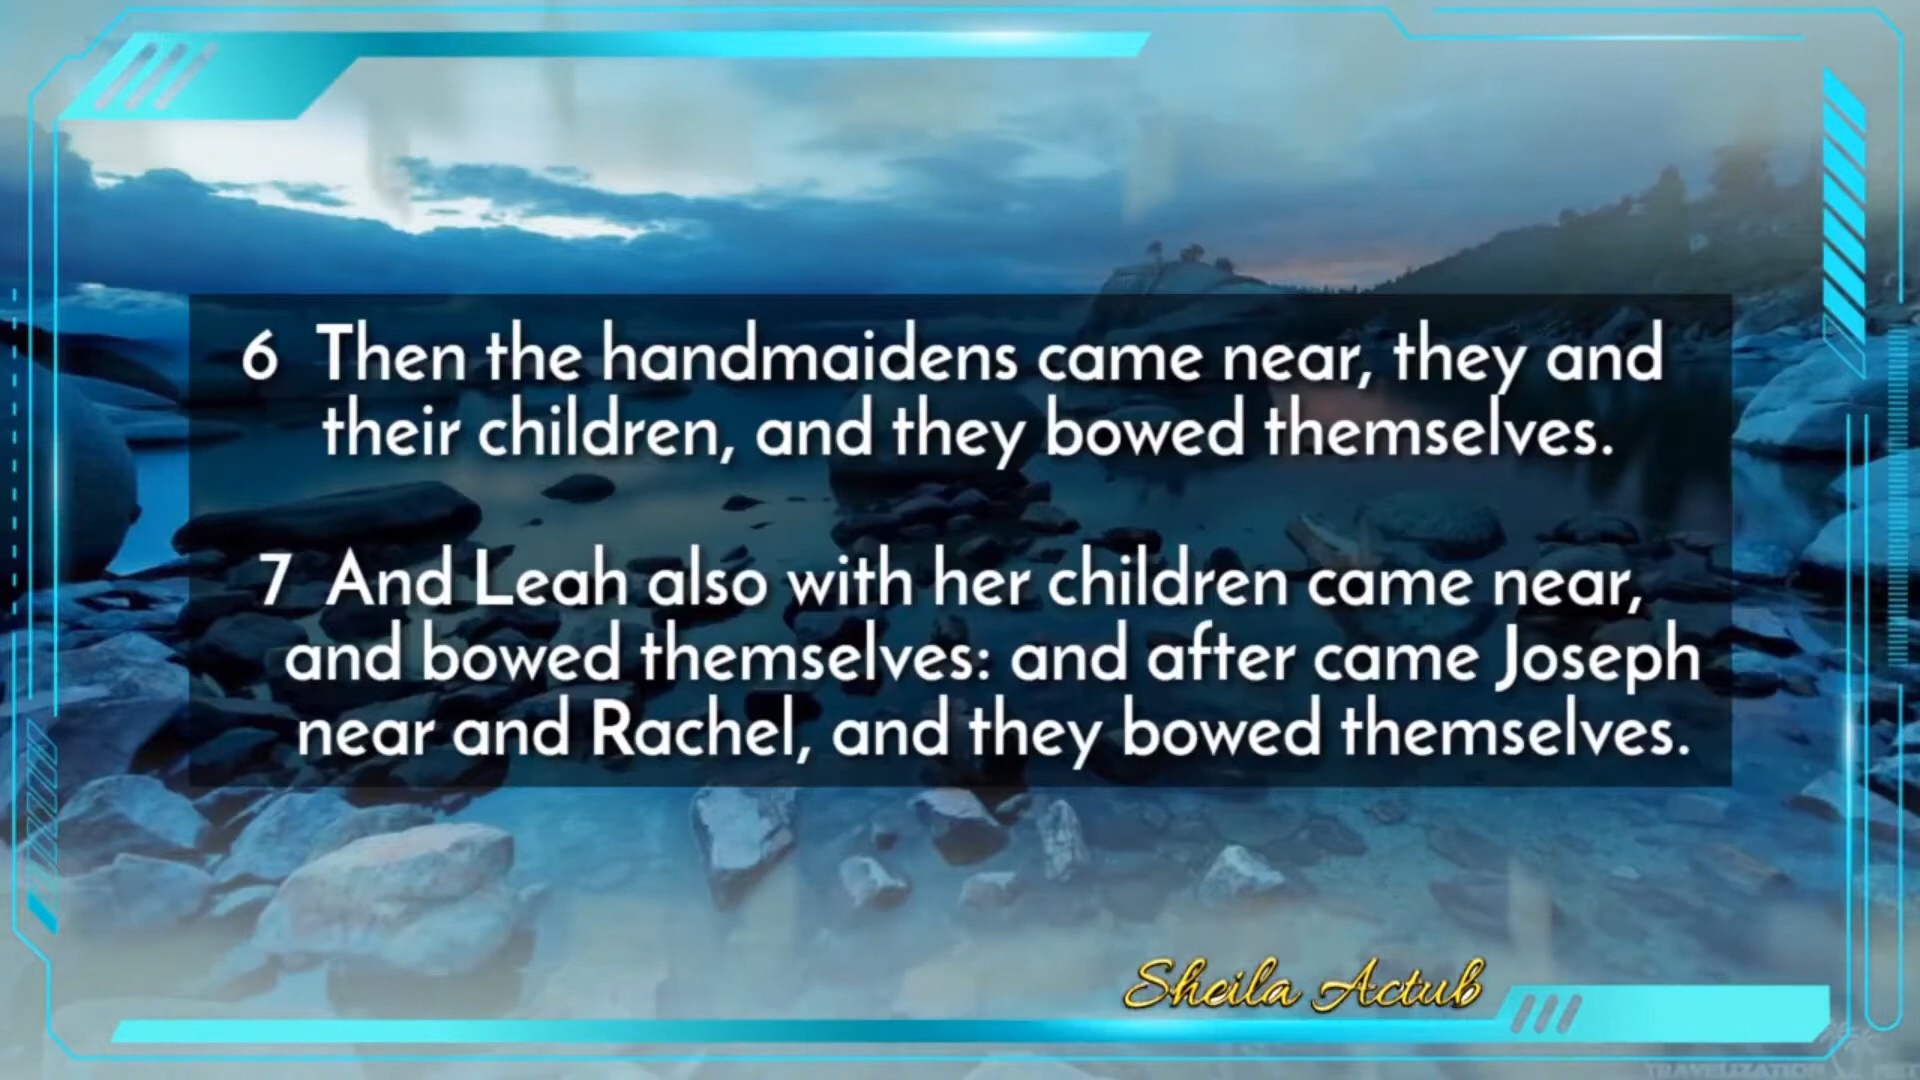 6 Then the handmaidens came near, they and
their children, and they bowed themselves.
7 And Leah also with her children came near,
and bowed themselves: and after came Joseph
near and Rachel, and they bowed themselves.
Sheila Actub
TRAVELIZATION